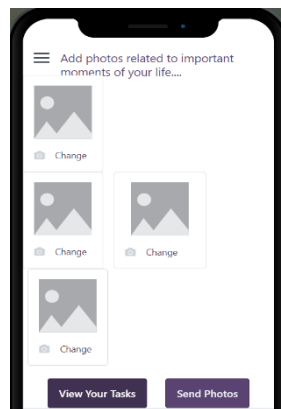 Add photos related to important
moments of your life....
Change
Change
Change
Change
View Your Tasks
Send Photos